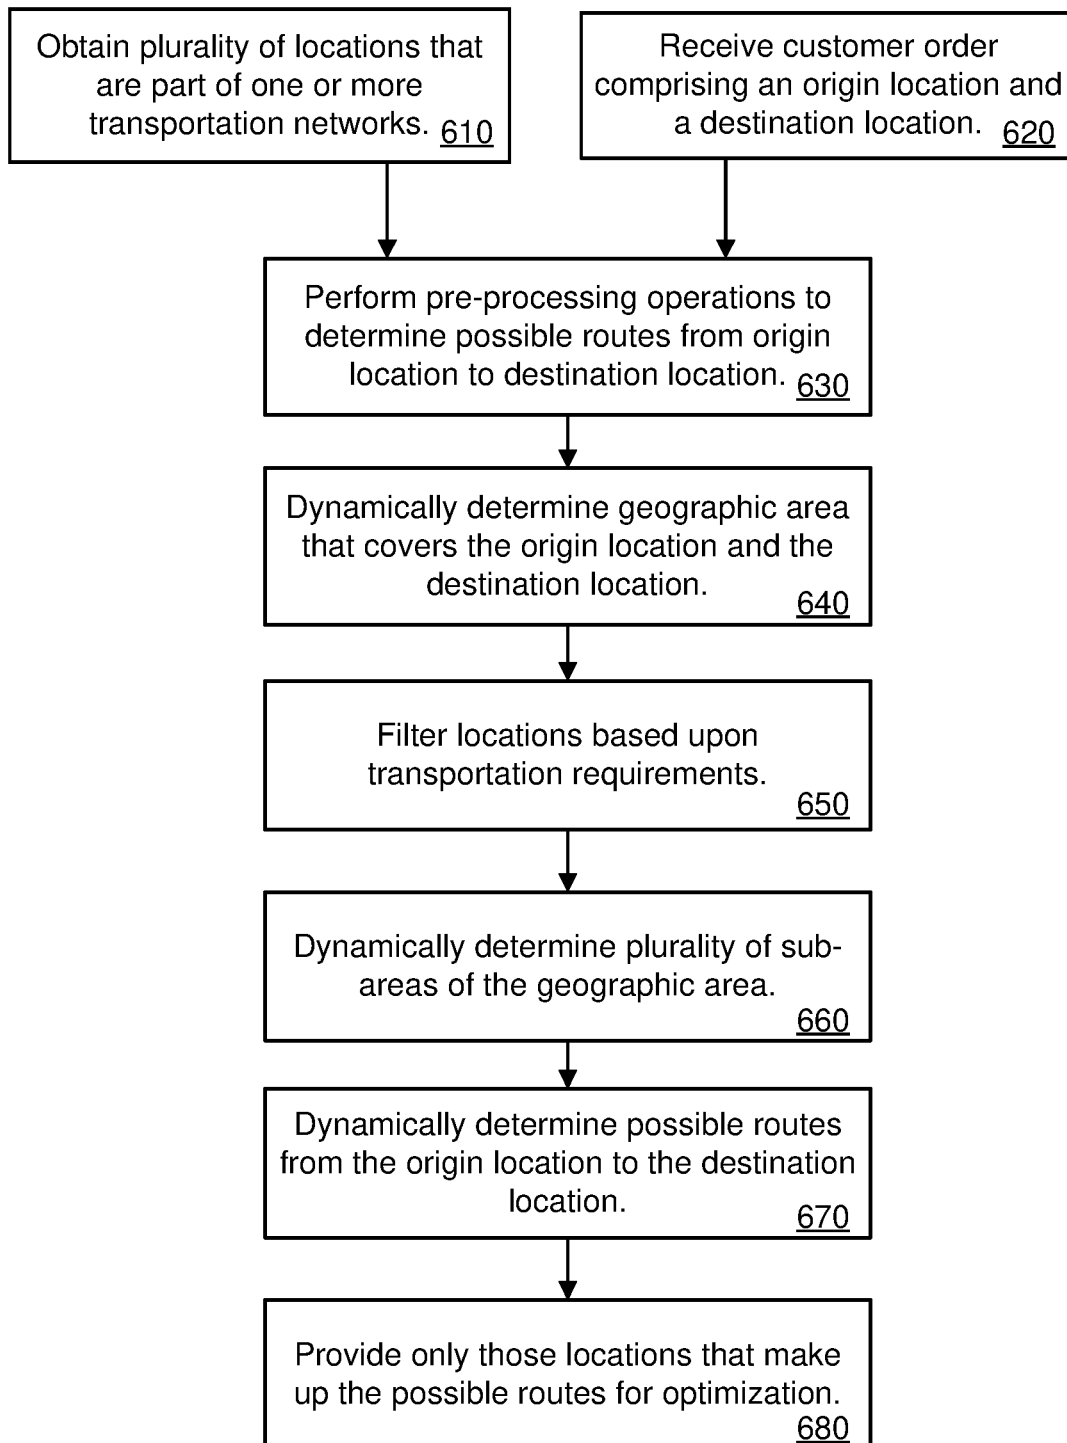 Obtain plurality of locations that
are part of one or more
transportation networks. 610
Receive customer order
comprising an origin location and
a destination location. 620
Perform pre-processing operations to
determine possible routes from origin
location to destination location. 630
Dynamically determine geographic area
that covers the origin location and the
destination location.
640
Filter locations based upon
transportation requirements.
650
Dynamically determine plurality of sub-
areas of the geographic area.
660
Dynamically determine possible routes
from the origin location to the destination
location.
670
Provide only those locations that make
up the possible routes for optimization.
680